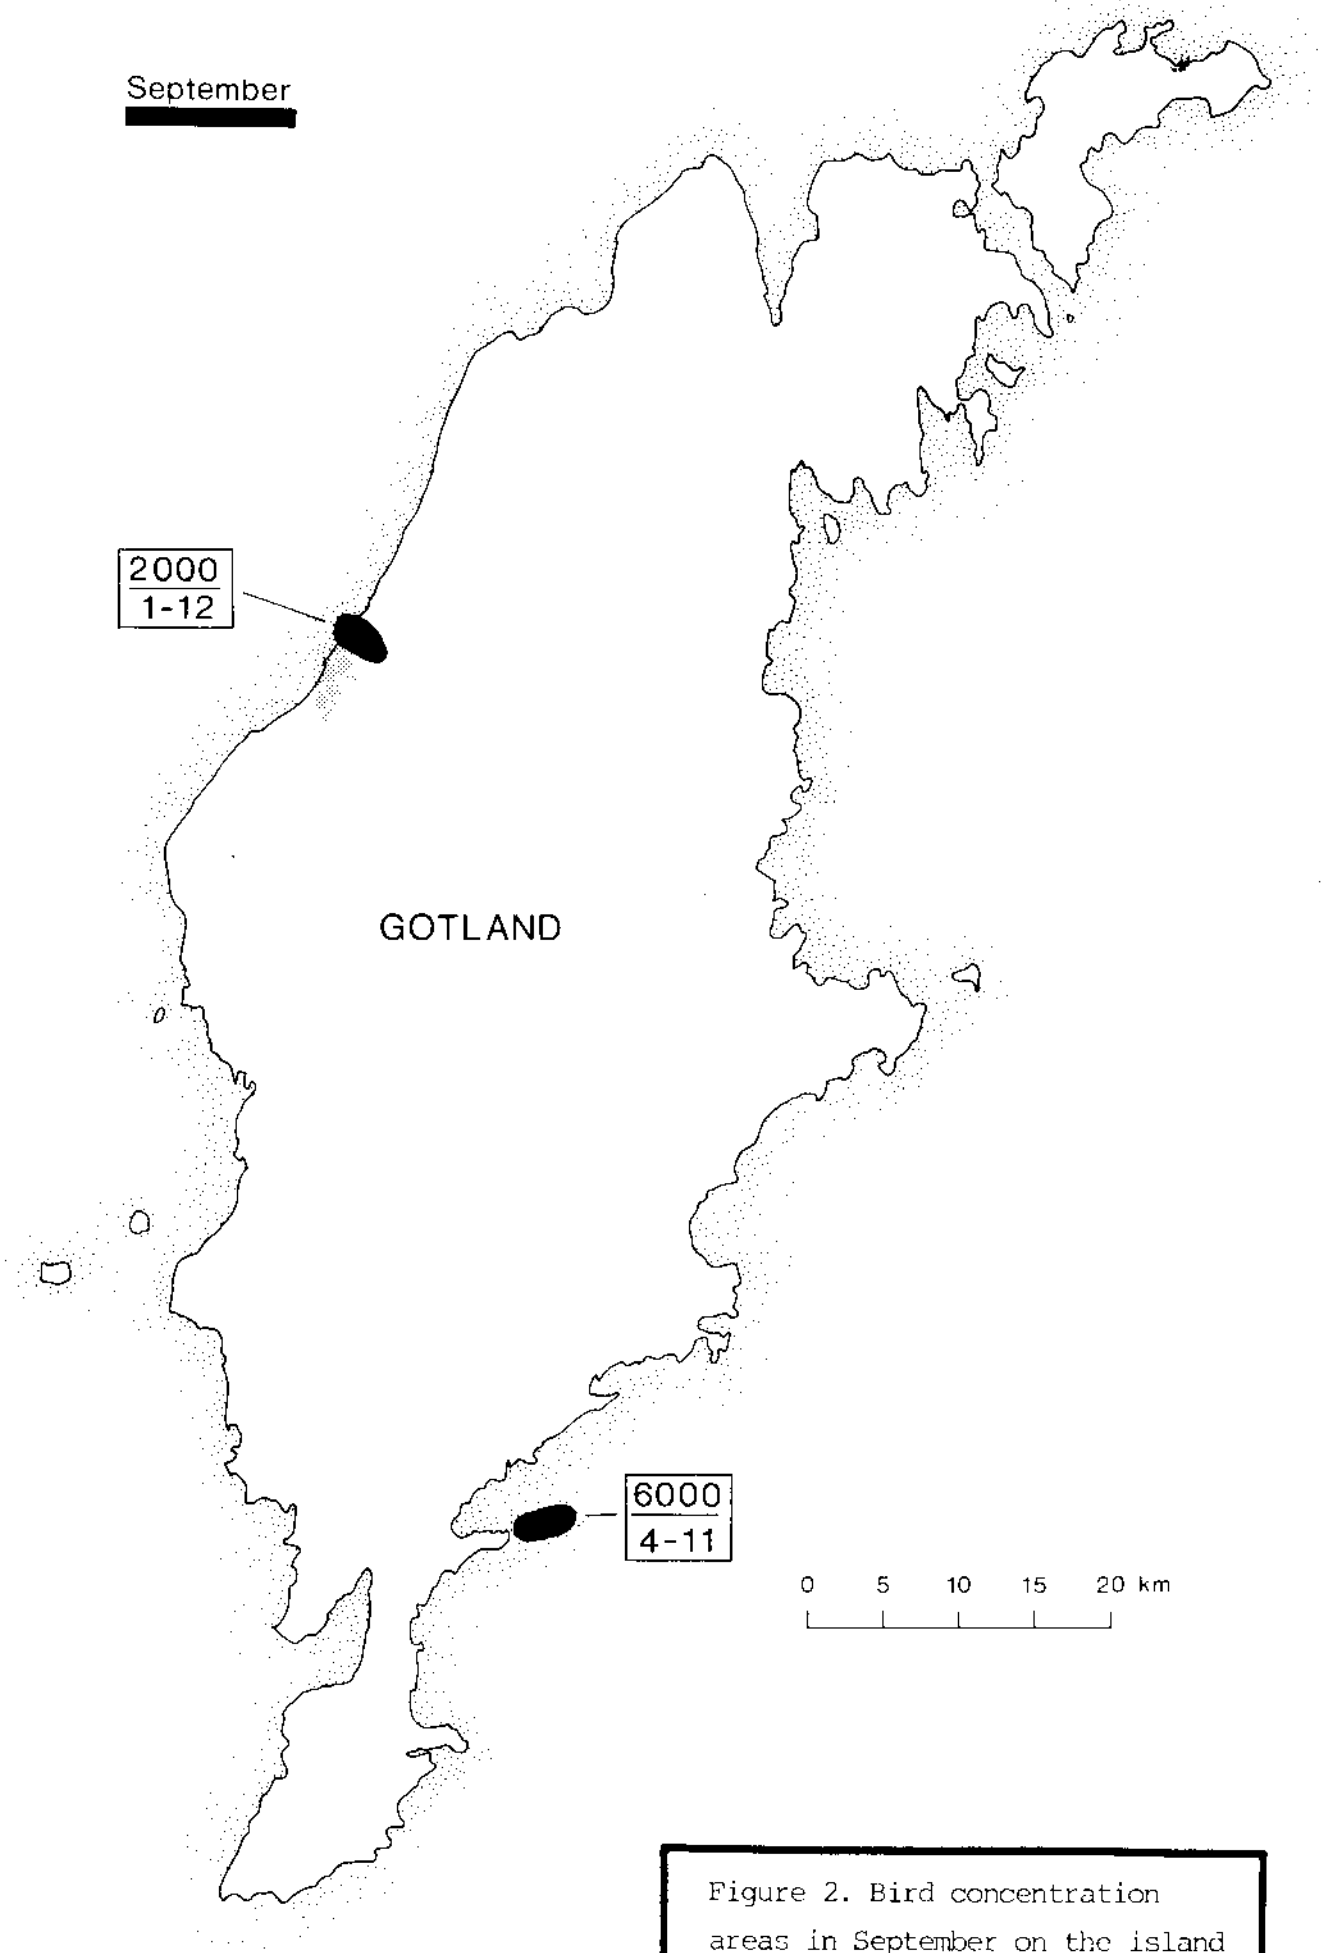 September
2000
1-12
GOTLAND
6000
4-11
0 5 10 15 20 km
Figure 2. Bird concentration
areas in September on the island